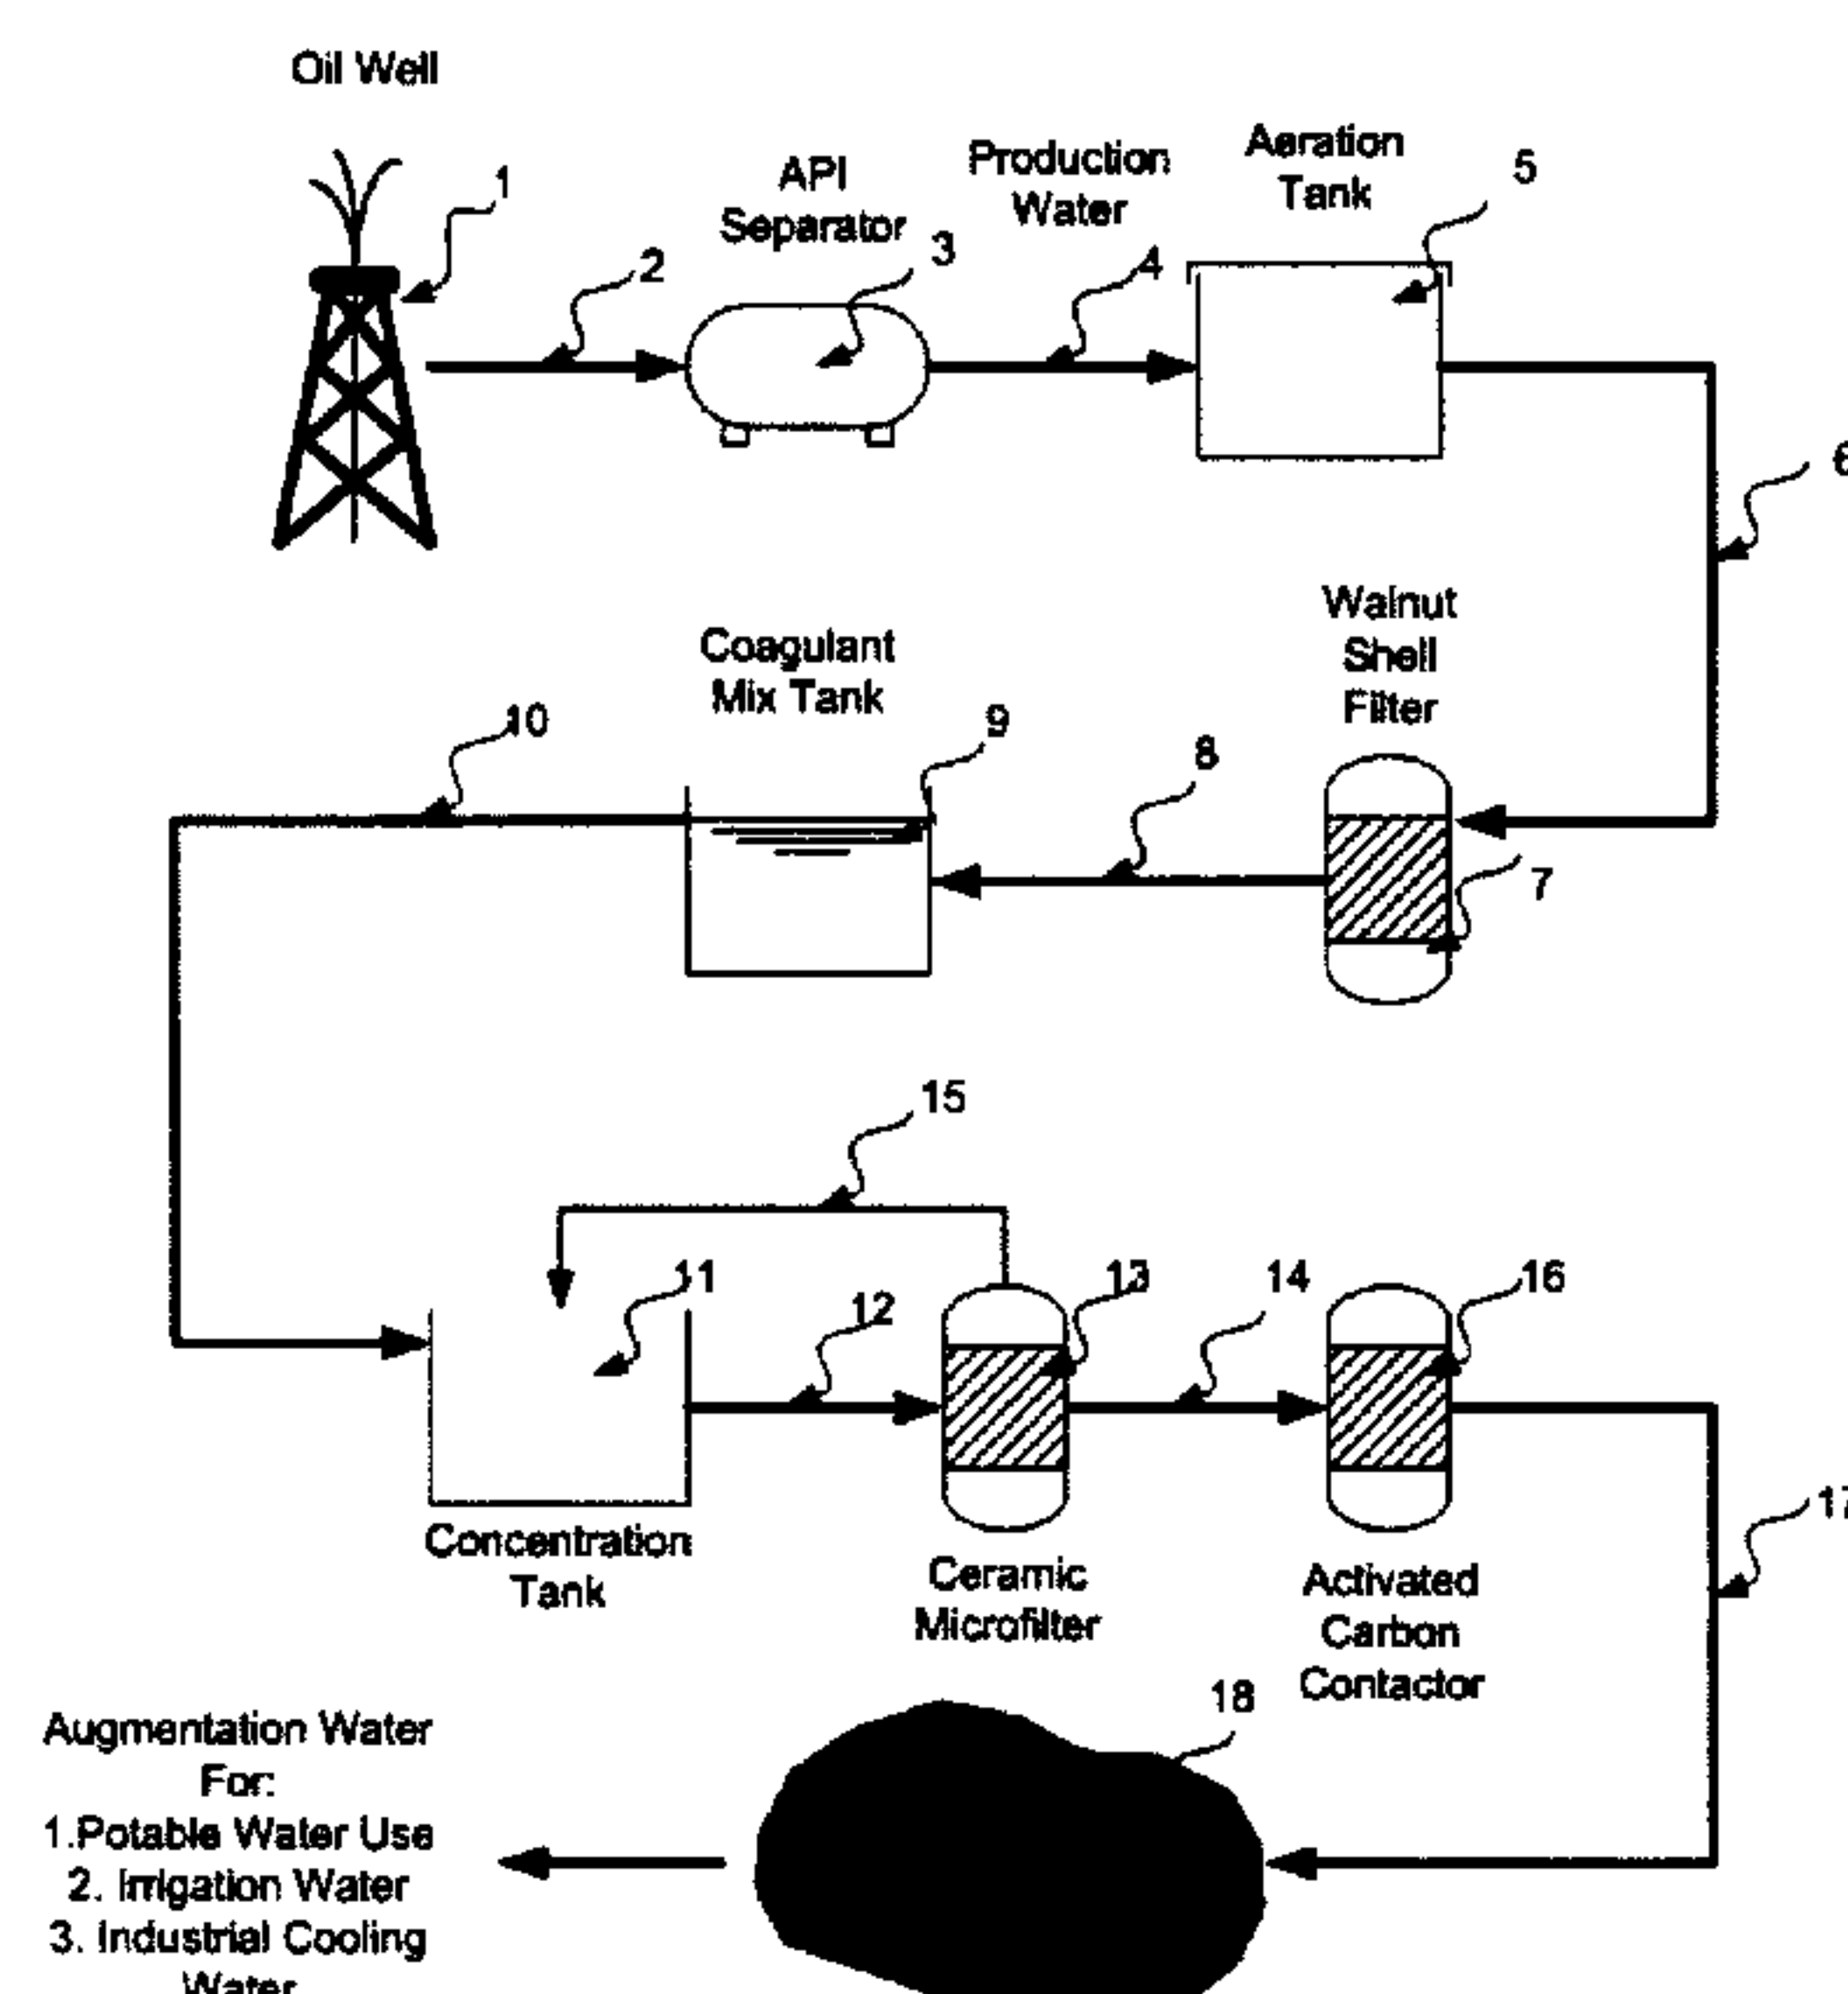 Oil Well
1
2
API
Separator
3
Production
Water
4
Aeration
Tank
5
6
Walnut
Shell
Filter
7
8
Coagulant
Mix Tank
9
10
15
11
12
13
14
16
17
Concentration
Tank
Ceramic
Microfilter
Activated
Carbon
Contactor
18
Augmentation Water
For:
1.Potable Water Use
2. Irrigation Water
3. Industrial Cooling
Water